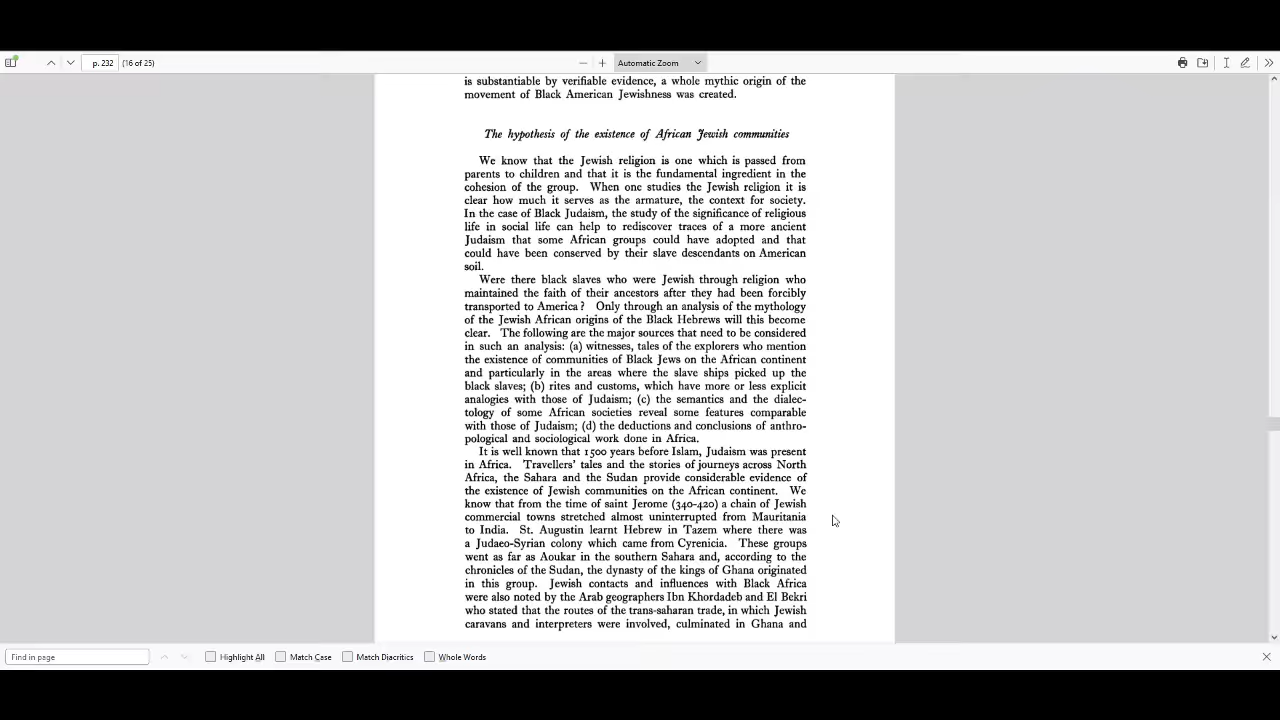 p. 232
(16 of 25)
Automatic Zoom
is substantiable by verifiable evidence, a whole mythic origin of the
movement of Black American Jewishness was created.
The hypothesis of the existence of African Jewish communities
We know that the Jewish religion is one which is passed from
parents to children and that it is the fundamental ingredient in the
cohesion of the group. When one studies the Jewish religion it is
clear how much it serves as the armature, the context for society.
In the case of Black Judaism, the study of the significance of religious
life in social life can help to rediscover traces of a more ancient
Judaism that some African groups could have adopted and that
could have been conserved by their slave descendants on American
soil.
Were there black slaves who were Jewish through religion who
maintained the faith of their ancestors after they had been forcibly
transported to America? Only through an analysis of the mythology
of the Jewish African origins of the Black Hebrews will this become
clear. The following are the major sources that need to be considered
in such an analysis: (a) witnesses, tales of the explorers who mention
the existence of communities of Black Jews on the African continent
and particularly in the areas where the slave ships picked up the
black slaves; (b) rites and customs, which have more or less explicit
analogies with those of Judaism; (c) the semantics and the dialec-
tology of some African societies reveal some features comparable
with those of Judaism; (d) the deductions and conclusions of anthro-
pological and sociological work done in Africa.
It is well known that 1500 years before Islam, Judaism was present
in Africa. Travellers' tales and the stories of journeys across North
Africa, the Sahara and the Sudan provide considerable evidence of
the existence of Jewish communities on the African continent. We
know that from the time of saint Jerome (340-420) a chain of Jewish
commercial towns stretched almost uninterrupted from Mauritania
to India. St. Augustin learnt Hebrew in Tazem where there was
a Judaeo-Syrian colony which came from Cyrenicia. These groups
went as far as Aoukar in the southern Sahara and, according to the
chronicles of the Sudan, the dynasty of the kings of Ghana originated
in this group. Jewish contacts and influences with Black Africa
were also noted by the Arab geographers Ibn Khordadeb and El Bekri
who stated that the routes of the trans-saharan trade, in which Jewish
caravans and interpreters were involved, culminated in Ghana and
Find in page
Highlight All
Match Case
Match Diacritics
Whole Words